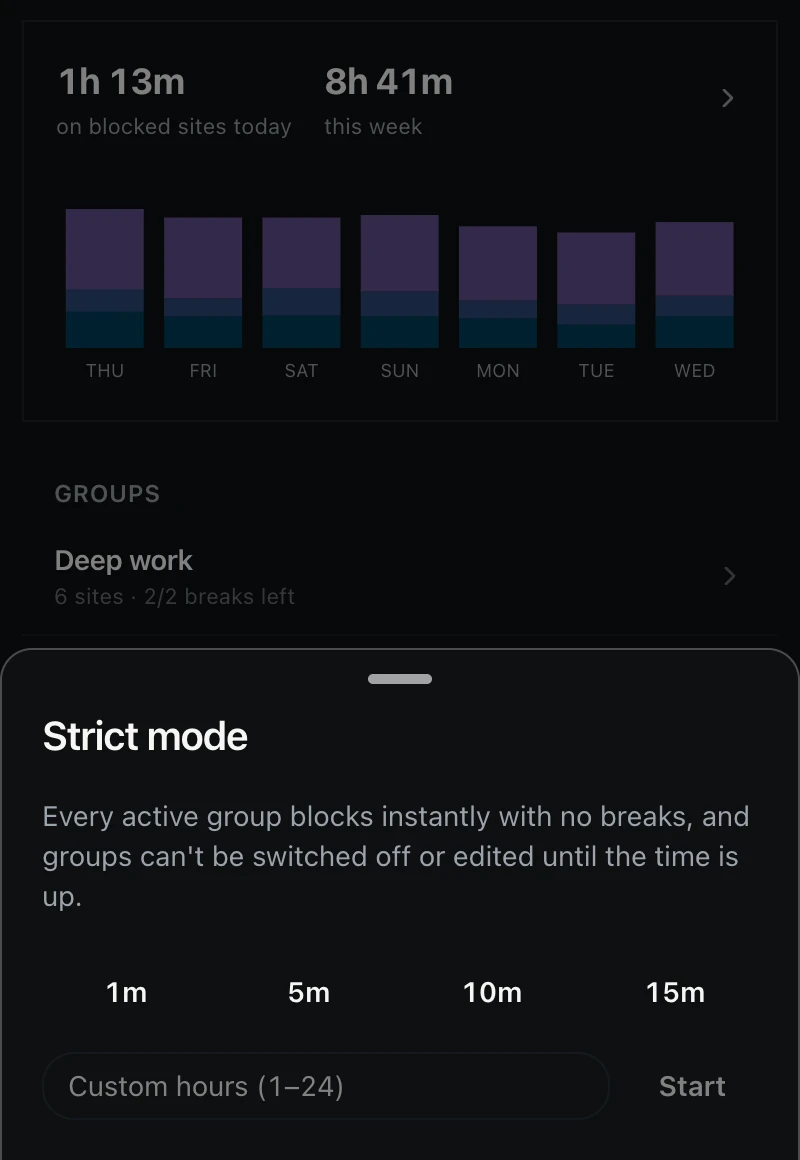 1h 13m 8h 41m
on blocked sites today this week
THU FRI SAT SUN MON TUE WED
GROUPS
Deep work
6 sites · 2/2 breaks left
Strict mode
Every active group blocks instantly with no breaks, and
groups can't be switched off or edited until the time is
up.
1m 5m 10m 15m
Custom hours (1–24) Start